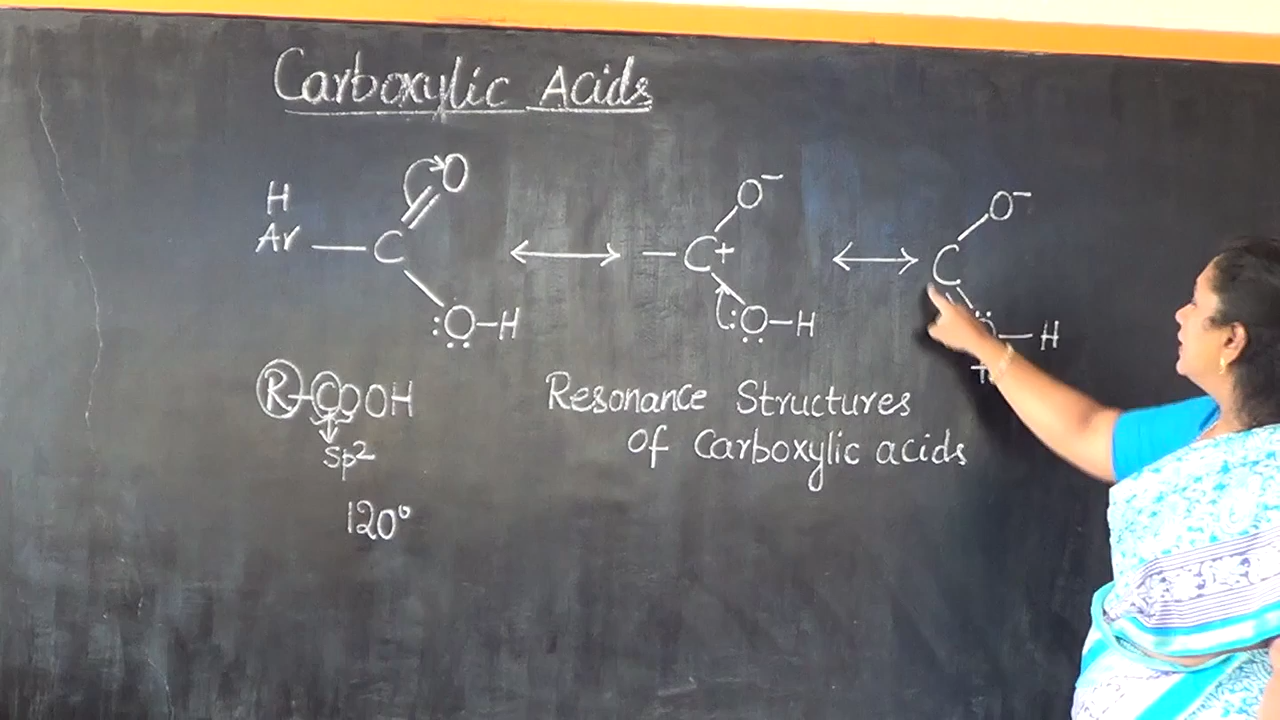 Carboxylic Acids
H
Ar — C O :O–H ⟷ — C+ O⁻ :O–H ⟷ C O⁻ O–H +
R–COOH
sp²
120°
Resonance Structures
of Carboxylic acids